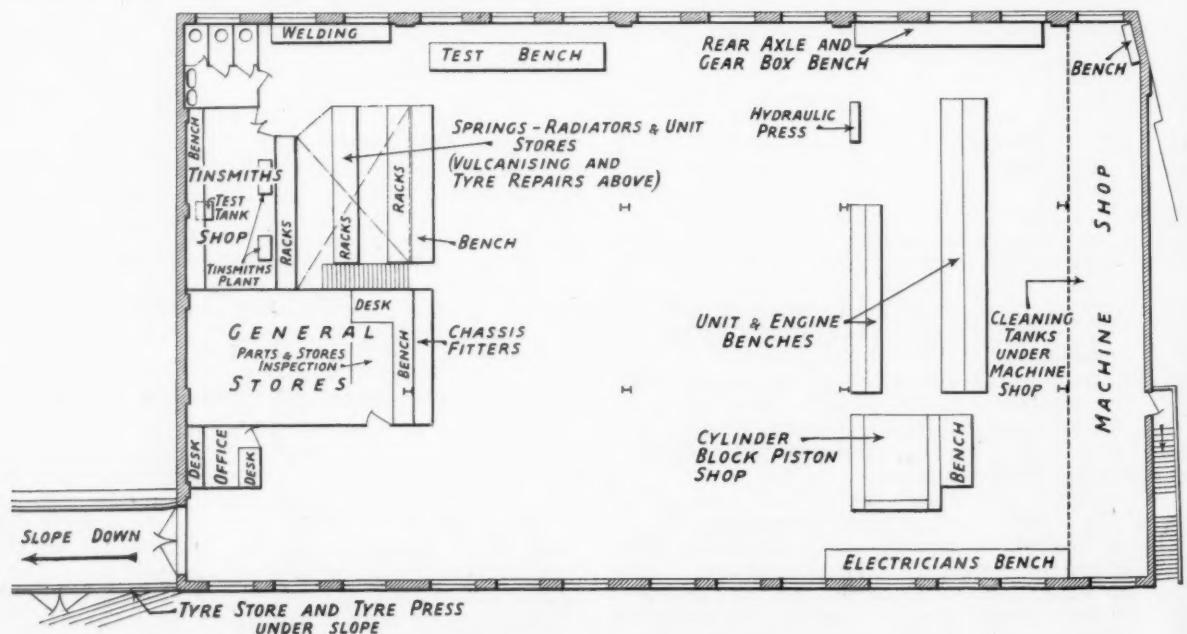 WELDING
TEST BENCH
REAR AXLE AND
GEAR BOX BENCH
BENCH
HYDRAULIC
PRESS
SPRINGS - RADIATORS & UNIT
STORES
(VULCANISING AND
TYRE REPAIRS ABOVE)
BENCH
TINSMITHS
TEST
TANK
SHOP
TINSMITHS
PLANT
RACKS
RACKS
RACKS
BENCH
MACHINE SHOP
DESK
GENERAL
PARTS & STORES
INSPECTION
STORES
BENCH
CHASSIS
FITTERS
UNIT & ENGINE
BENCHES
CLEANING
TANKS
UNDER
MACHINE
SHOP
DESK
OFFICE
DESK
CYLINDER
BLOCK PISTON
SHOP
BENCH
SLOPE DOWN
ELECTRICIANS BENCH
TYRE STORE AND TYRE PRESS
UNDER SLOPE